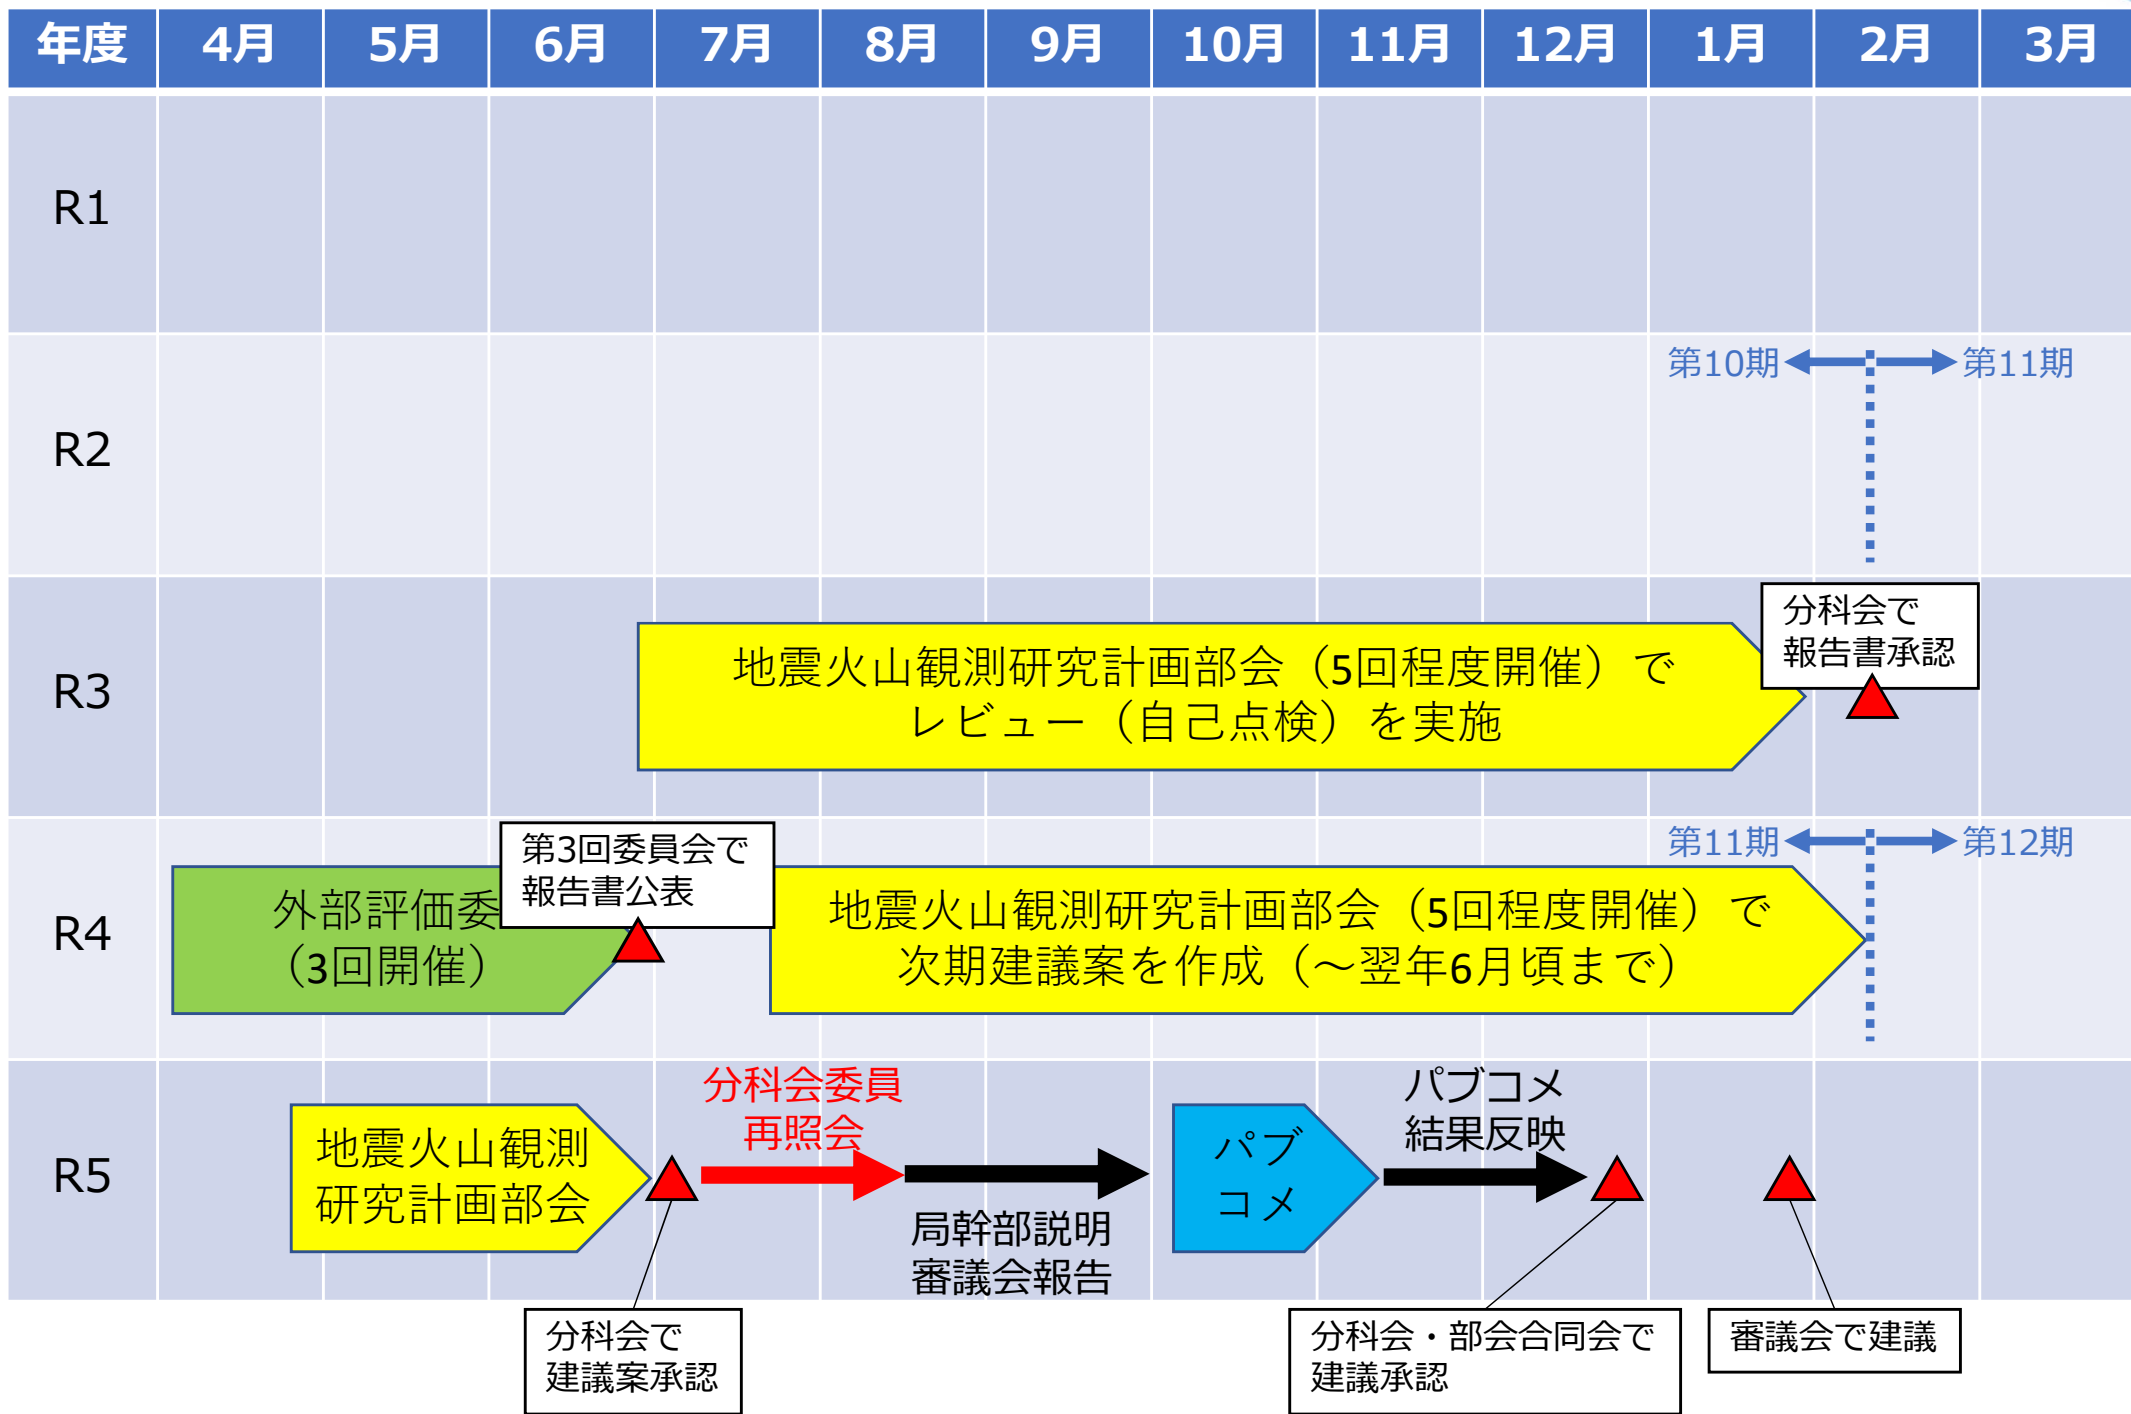 年度 4月 5月 6月 7月 8月 9月 10月 11月 12月 1月 2月 3月
R1
R2
第10期 第11期
R3
地震火山観測研究計画部会（5回程度開催）で
レビュー（自己点検）を実施
分科会で
報告書承認
R4
外部評価委
（3回開催）
第3回委員会で
報告書公表
地震火山観測研究計画部会（5回程度開催）で
次期建議案を作成（～翌年6月頃まで）
第11期 第12期
R5
地震火山観測
研究計画部会
分科会委員
再照会
局幹部説明
審議会報告
パブ
コメ
パブコメ
結果反映
分科会で
建議案承認
分科会・部会合同会で
建議承認
審議会で建議